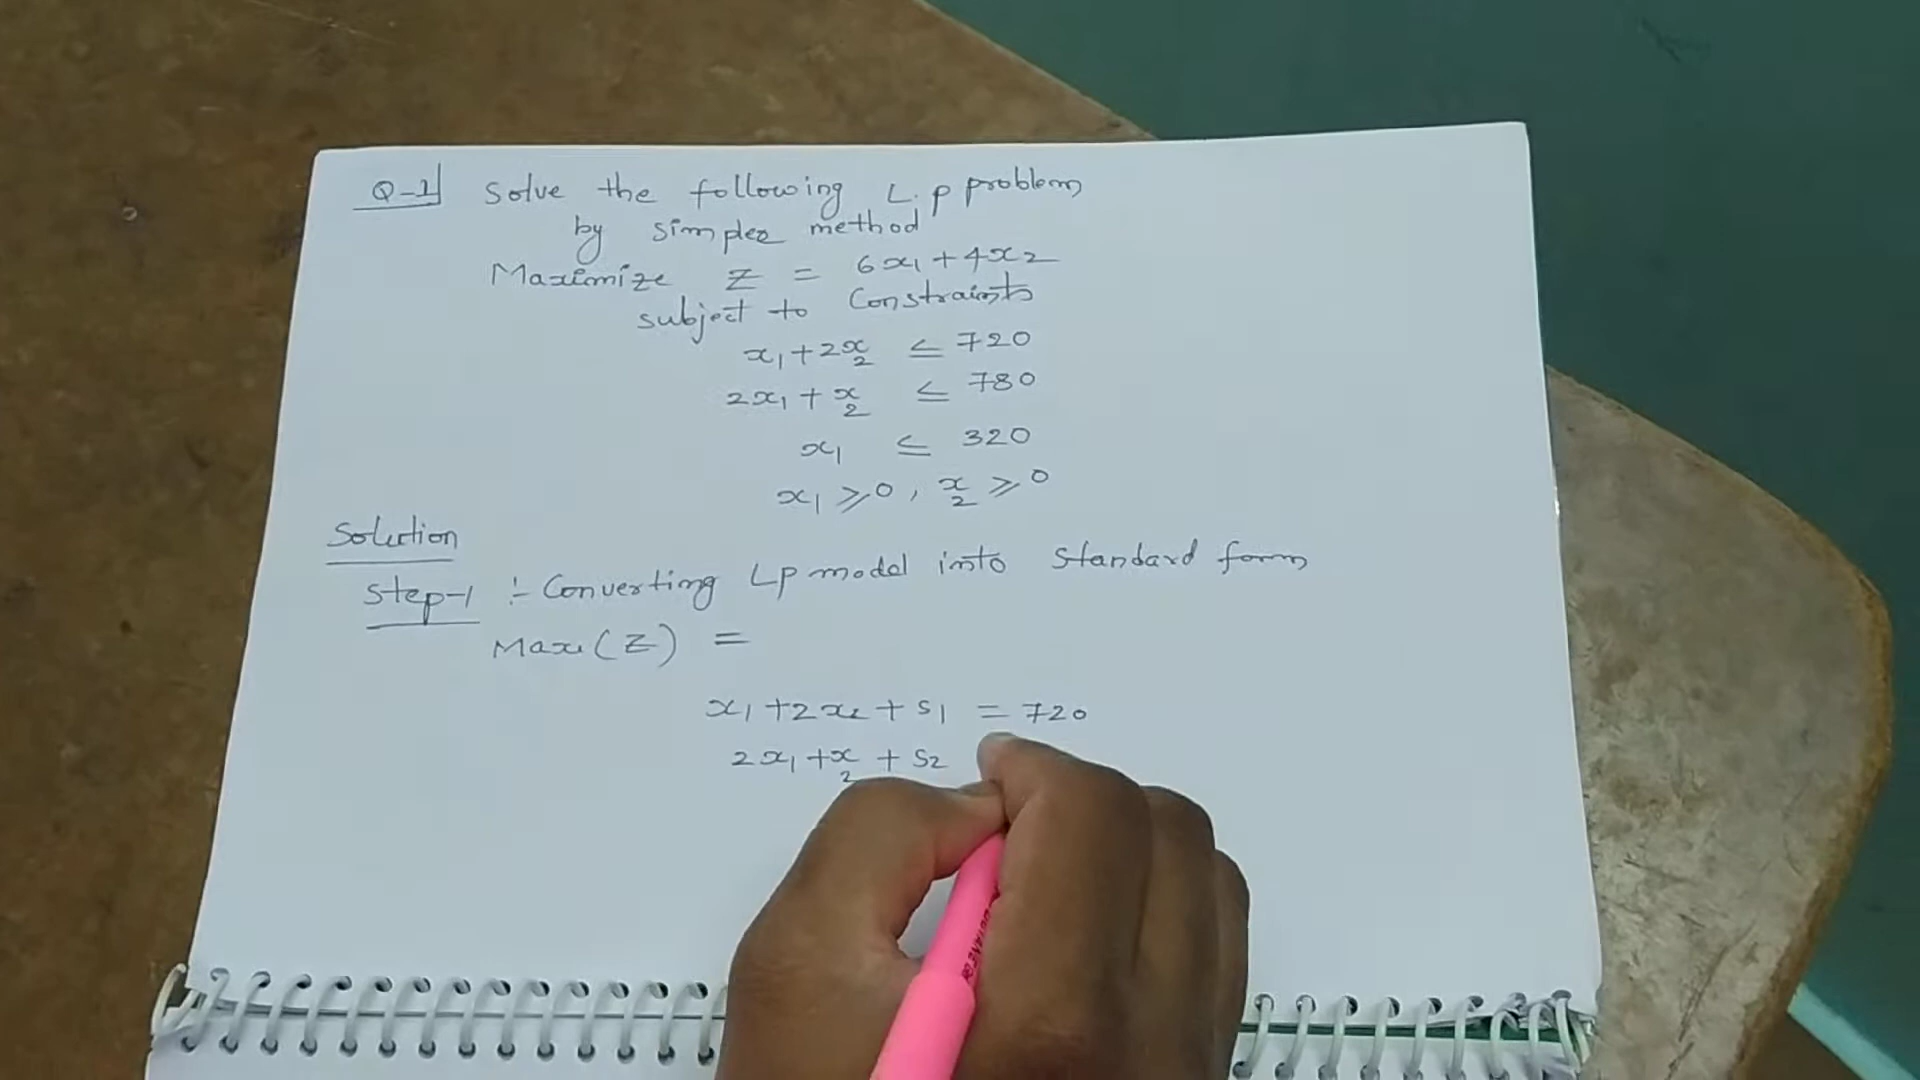 Q-1 Solve the following L.p problem
by simplex method
Maximize Z = 6x1 + 4x2
subject to Constraints
x1 + 2x2 ≤ 720
2x1 + x2 ≤ 780
x1 ≤ 320
x1 ≥ 0, x2 ≥ 0
Solution
Step-1 :- Converting LP model into Standard form
Max(Z) =
x1 + 2x2 + S1 = 720
2x1 + x2 + S2